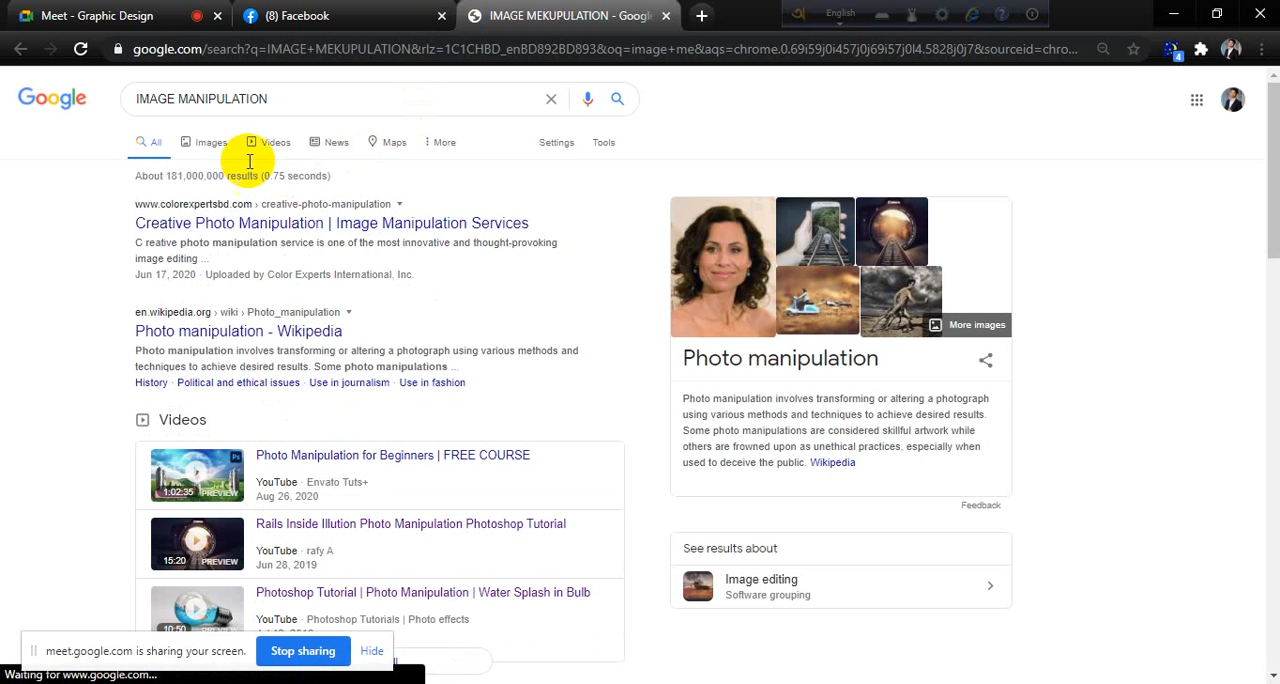 Meet - Graphic Design
(8) Facebook
IMAGE MEKUPULATION - Google
English
google.com/search?q=IMAGE+MEKUPULATION&rlz=1C1CHBD_enBD892BD893&oq=image+me&aqs=chrome.0.69i59j0i457j0j69i57j0l4.5828j0j7&sourceid=chro...
4
Google
IMAGE MANIPULATION
All
Images
Videos
News
Maps
More
Settings
Tools
About 181,000,000 results (0.75 seconds)
www.colorexpertsbd.com › creative-photo-manipulation
Creative Photo Manipulation | Image Manipulation Services
C reative photo manipulation service is one of the most innovative and thought-provoking
image editing ...
Jun 17, 2020 · Uploaded by Color Experts International, Inc.
en.wikipedia.org › wiki › Photo_manipulation
Photo manipulation - Wikipedia
Photo manipulation involves transforming or altering a photograph using various methods and
techniques to achieve desired results. Some photo manipulations ...
History · Political and ethical issues · Use in journalism · Use in fashion
Videos
Ps
1:02:35
PREVIEW
Photo Manipulation for Beginners | FREE COURSE
YouTube · Envato Tuts+
Aug 26, 2020
15:20
PREVIEW
Rails Inside Illution Photo Manipulation Photoshop Tutorial
YouTube · rafy A
Jun 28, 2019
10:50
Photoshop Tutorial | Photo Manipulation | Water Splash in Bulb
YouTube · Photoshop Tutorials | Photo effects
More images
Photo manipulation
Photo manipulation involves transforming or altering a photograph
using various methods and techniques to achieve desired results.
Some photo manipulations are considered skillful artwork while
others are frowned upon as unethical practices, especially when
used to deceive the public. Wikipedia
Feedback
See results about
Image editing
Software grouping
meet.google.com is sharing your screen.
Stop sharing
Hide
Waiting for www.google.com...